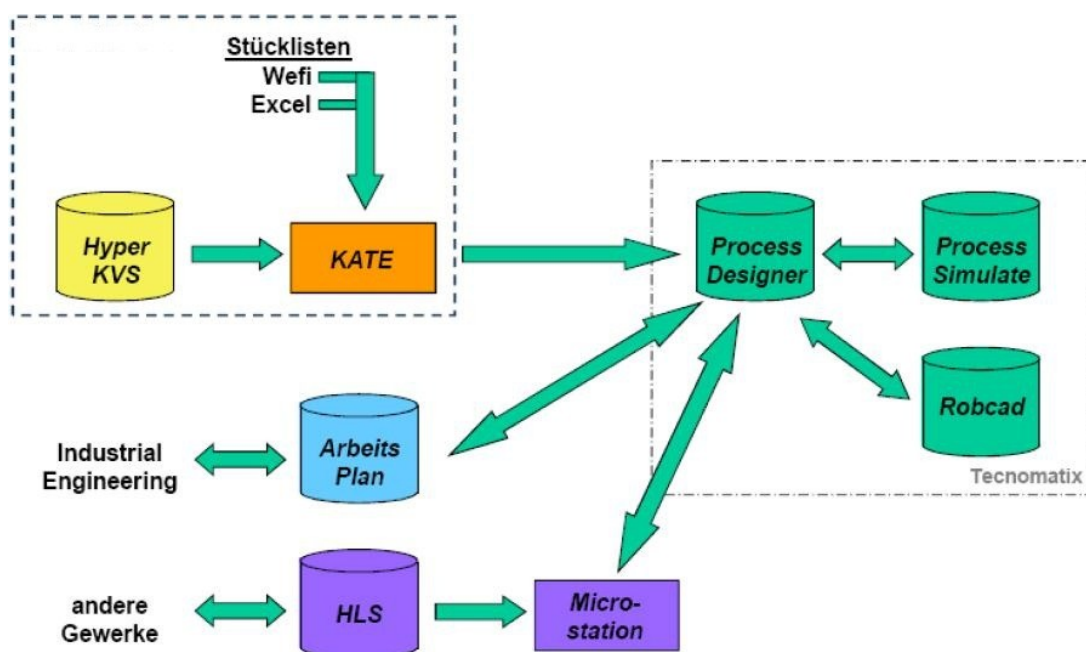 Stücklisten
Wefi
Excel
Hyper
KVS
KATE
Process
Designer
Process
Simulate
Robcad
Tecnomatix
Industrial
Engineering
Arbeits
Plan
andere
Gewerke
HLS
Micro-
station